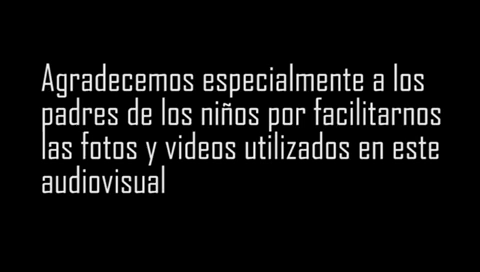 Agradecemos especialmente a los
padres de los niños por facilitarnos
las fotos y videos utilizados en este
audiovisual